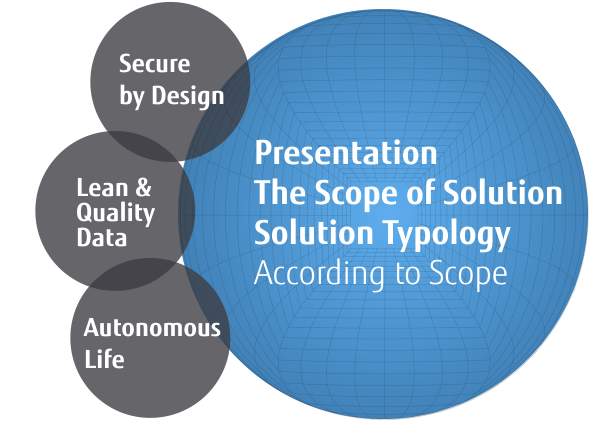 Secure
by Design
Lean &
Quality
Data
Autonomous
Life
Presentation
The Scope of Solution
Solution Typology
According to Scope